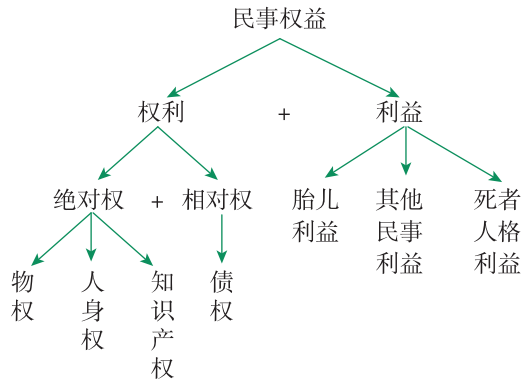 民事权益
权利 + 利益
绝对权 + 相对权
胎儿
利益
其他
民事
利益
死者
人格
利益
物
权
人
身
权
知
识
产
权
债
权